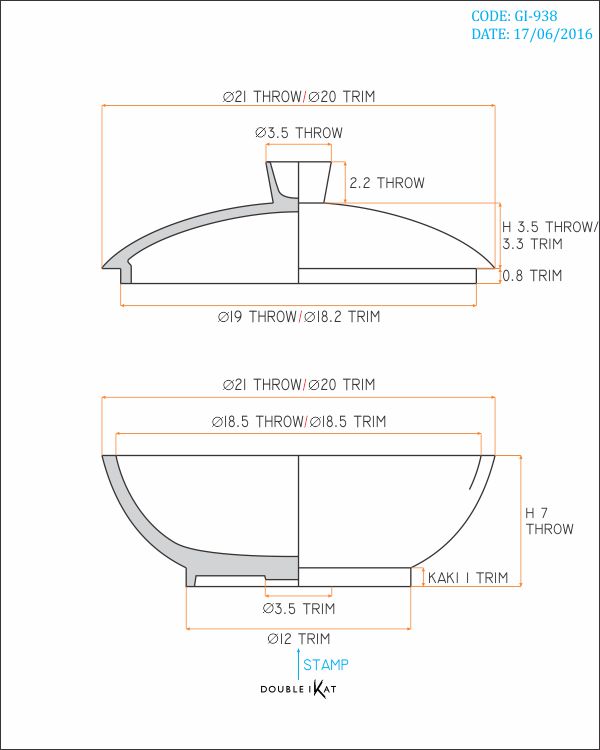 CODE: GI-938
DATE: 17/06/2016
Ø21 THROW/Ø20 TRIM
Ø3.5 THROW
2.2 THROW
H 3.5 THROW/
3.3 TRIM
0.8 TRIM
Ø19 THROW/Ø18.2 TRIM
Ø21 THROW/Ø20 TRIM
Ø18.5 THROW/Ø18.5 TRIM
H 7
THROW
KAKI 1 TRIM
Ø3.5 TRIM
Ø12 TRIM
STAMP
DOUBLE IKAT